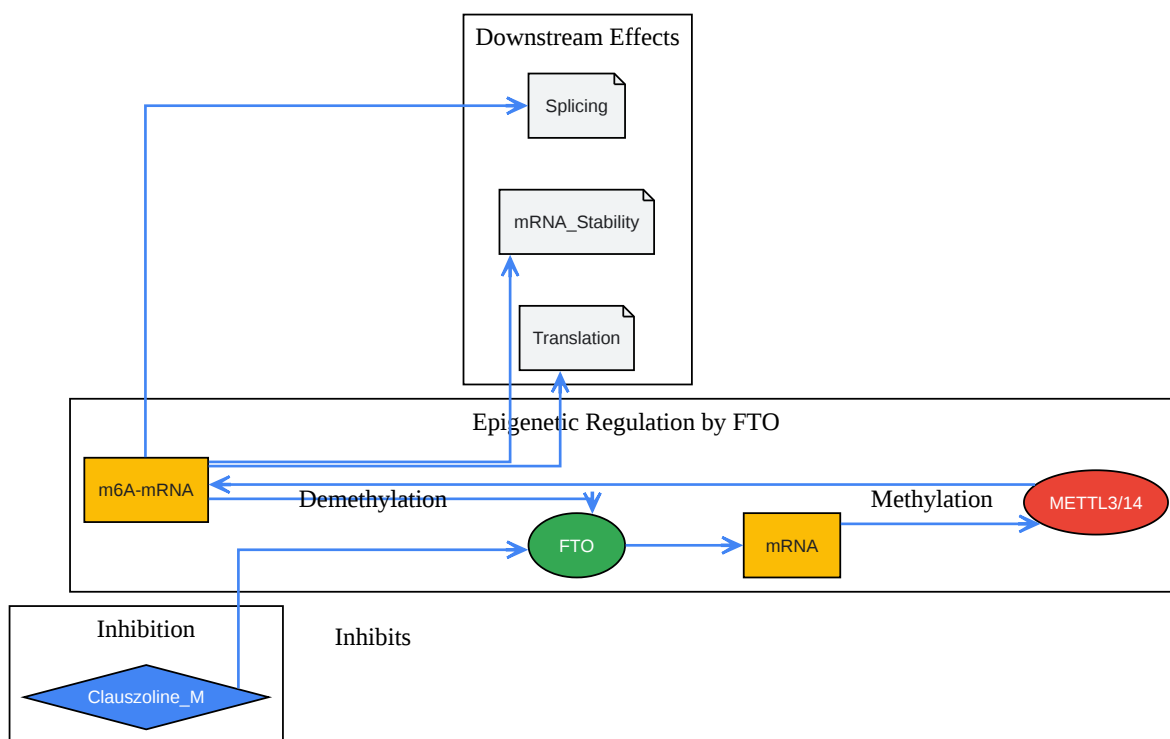 Downstream Effects
Splicing
mRNA_Stability
Translation
Epigenetic Regulation by FTO
m6A-mRNA
Demethylation
Methylation
METTL3/14
FTO
mRNA
Inhibition
Inhibits
Clauszoline_M